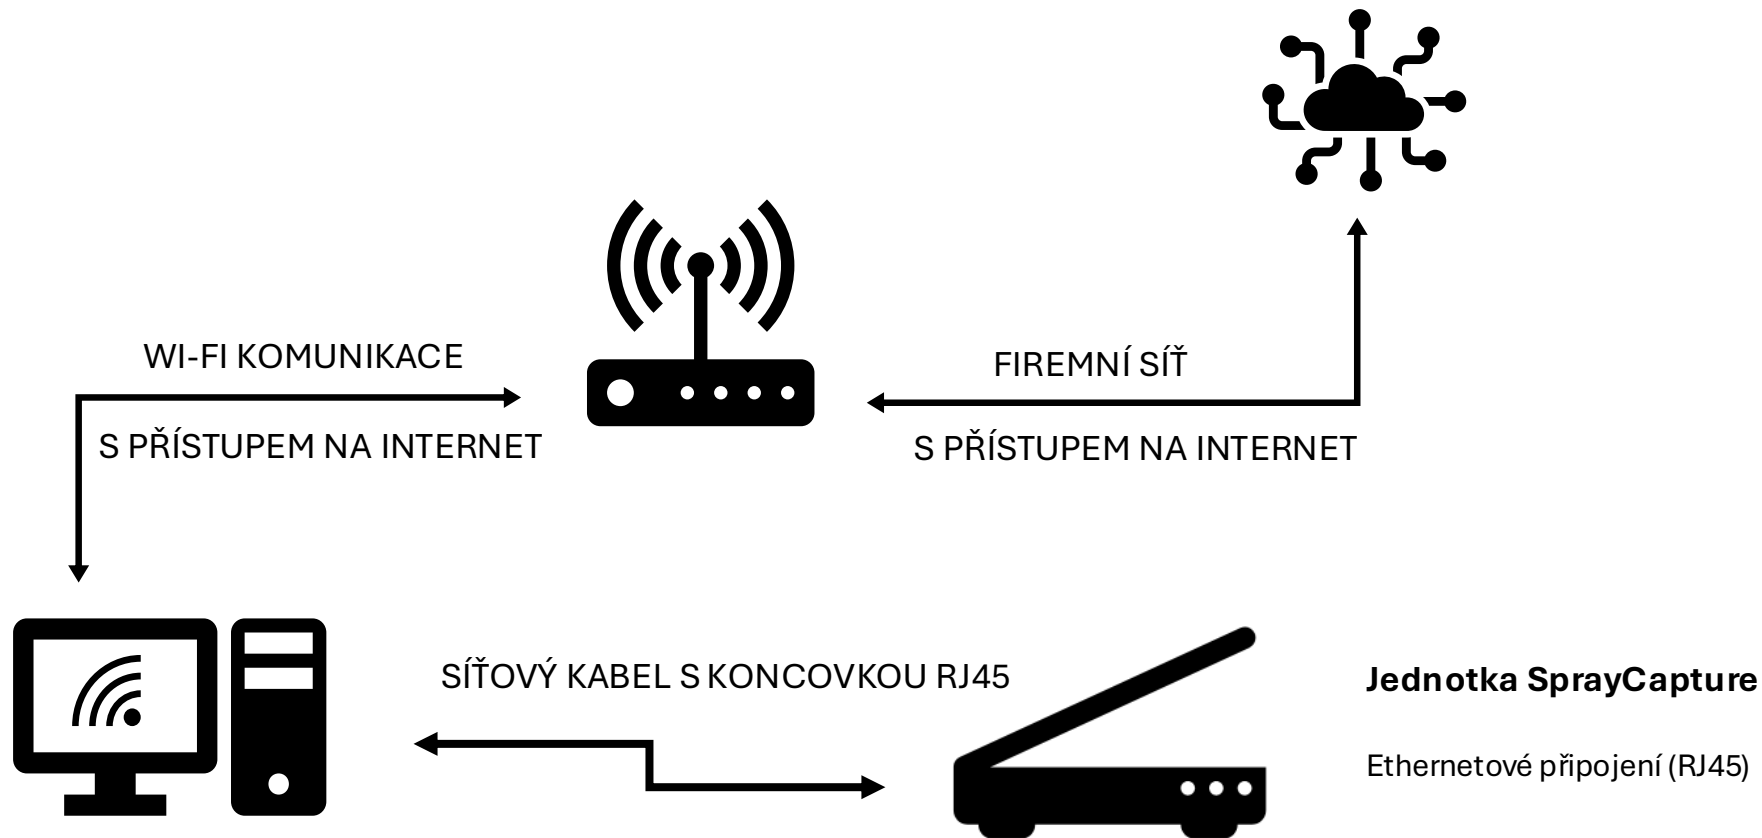 WI-FI KOMUNIKACE
S PŘÍSTUPEM NA INTERNET
FIREMNÍ SÍŤ
S PŘÍSTUPEM NA INTERNET
SÍŤOVÝ KABEL S KONCOVKOU RJ45
Jednotka SprayCapture
Ethernetové připojení (RJ45)